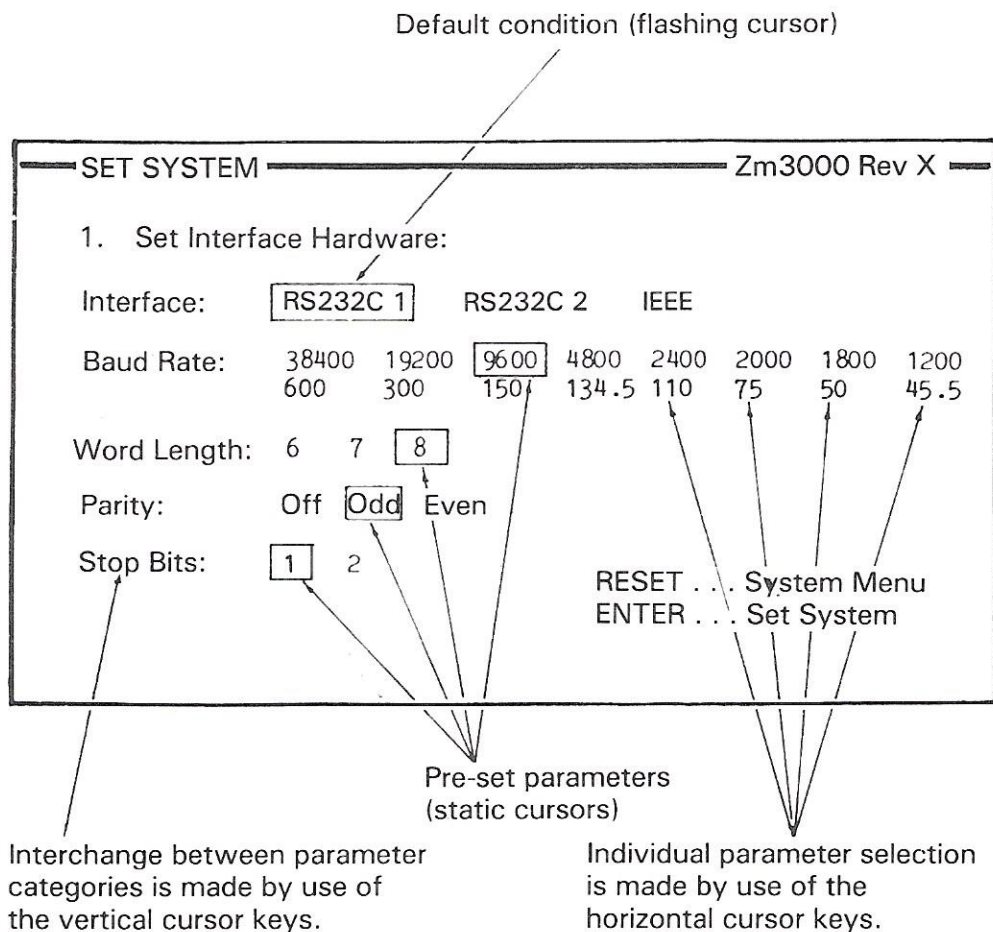 Default condition (flashing cursor)
SET SYSTEM Zm3000 Rev X
1. Set Interface Hardware:
Interface: RS232C 1 RS232C 2 IEEE
Baud Rate: 38400 19200 9600 4800 2400 2000 1800 1200
600 300 150 134.5 110 75 50 45.5
Word Length: 6 7 8
Parity: Off Odd Even
Stop Bits: 1 2
RESET . . . System Menu
ENTER . . . Set System
Pre-set parameters
(static cursors)
Interchange between parameter
categories is made by use of
the vertical cursor keys.
Individual parameter selection
is made by use of the
horizontal cursor keys.